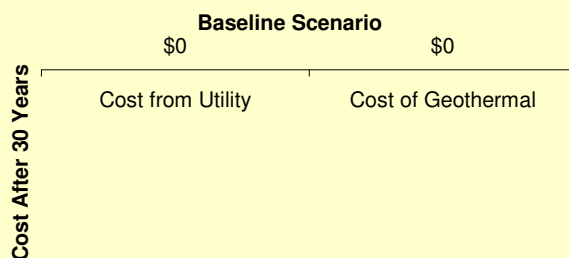 Baseline Scenario
$0 $0
Cost from Utility Cost of Geothermal
Cost After 30 Years